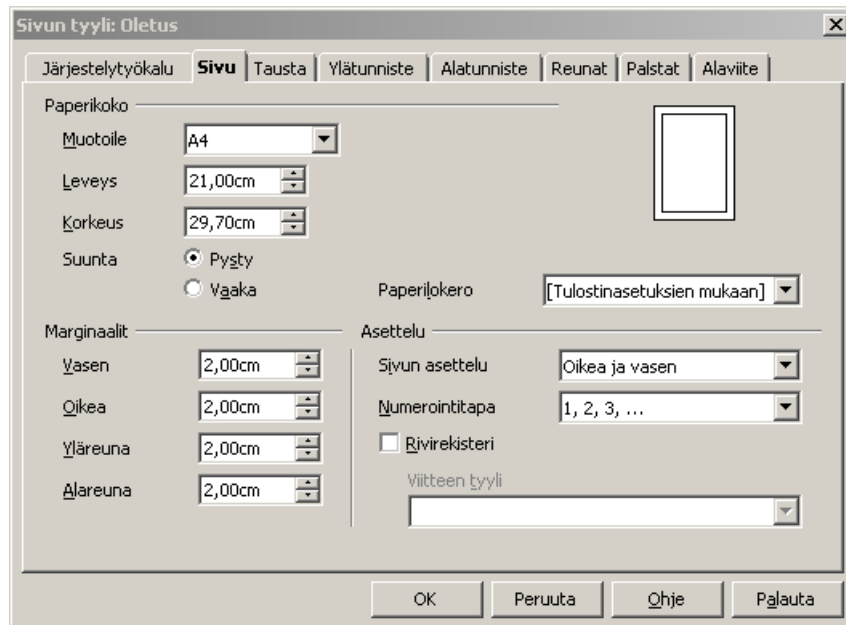 Sivun tyyli: Oletus
Järjestelytyökalu Sivu Tausta Ylätunniste Alatunniste Reunat Palstat Alaviite
Paperikoko
Muotoile A4
Leveys 21,00cm
Korkeus 29,70cm
Suunta Pysty
Vaaka Paperilokero [Tulostinasetuksien mukaan]
Marginaalit Asettelu
Vasen 2,00cm Sivun asettelu Oikea ja vasen
Oikea 2,00cm Numerointitapa 1, 2, 3, ...
Yläreuna 2,00cm Rivirekisteri
Viitteen tyyli
Alareuna 2,00cm
OK Peruuta Ohje Palauta